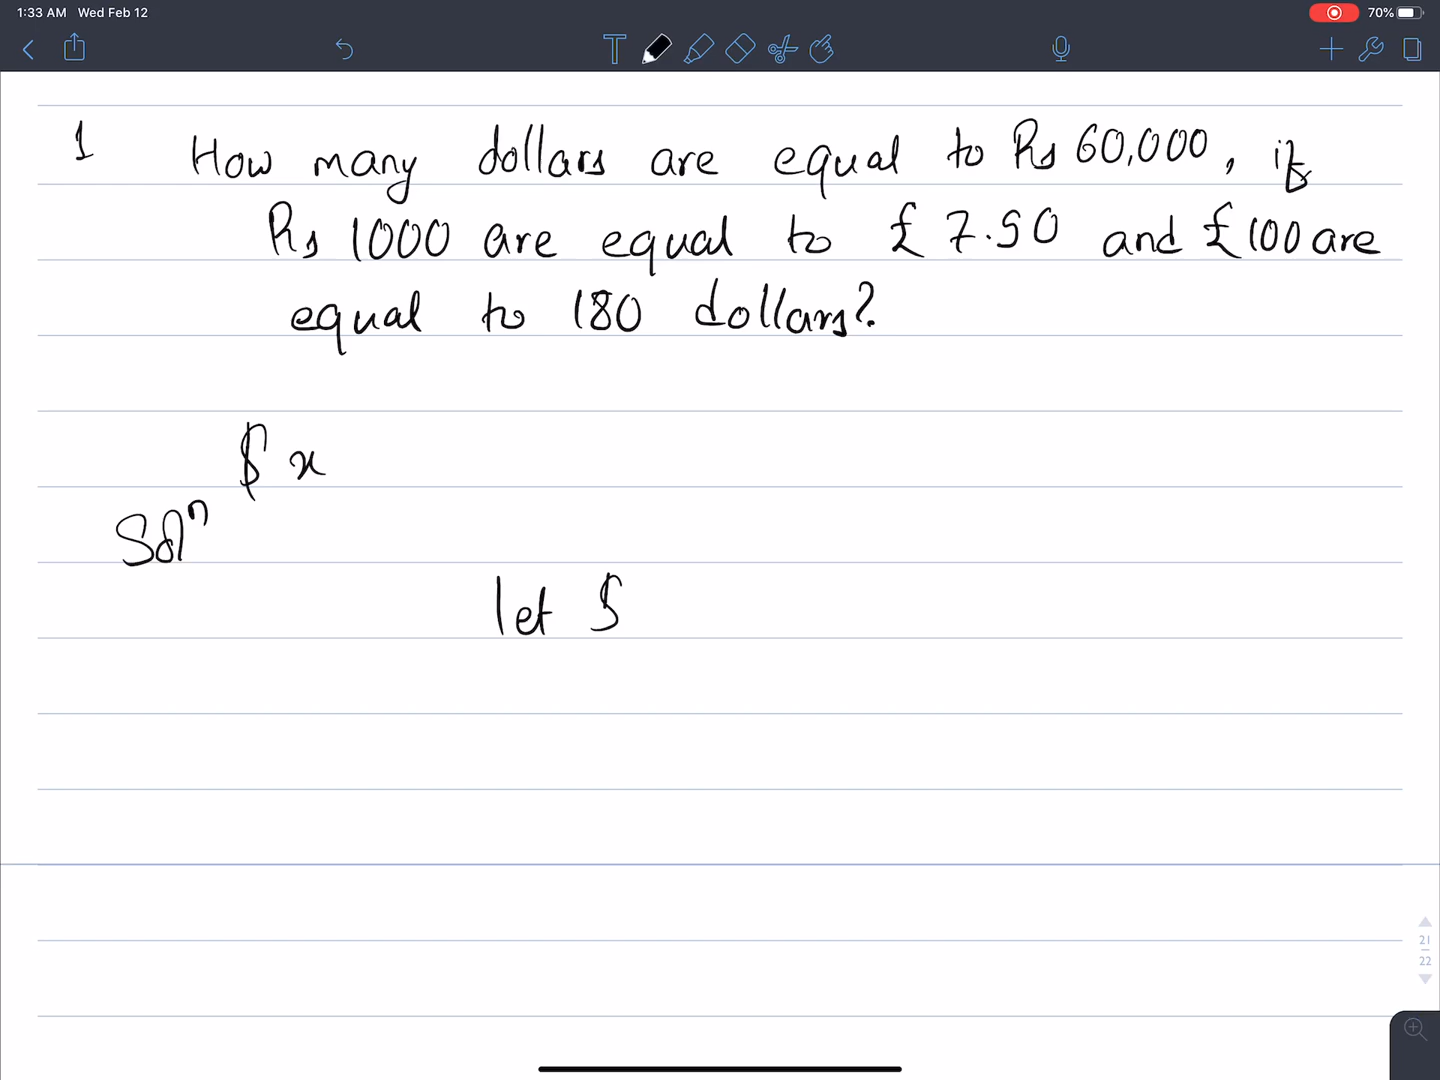 1:33 AM Wed Feb 12
70%
T
1 How many dollars are equal to Rs 60,000, if
Rs 1000 are equal to £ 7.50 and £ 100 are
equal to 180 dollars?
$ x
Solⁿ
let $
21
22